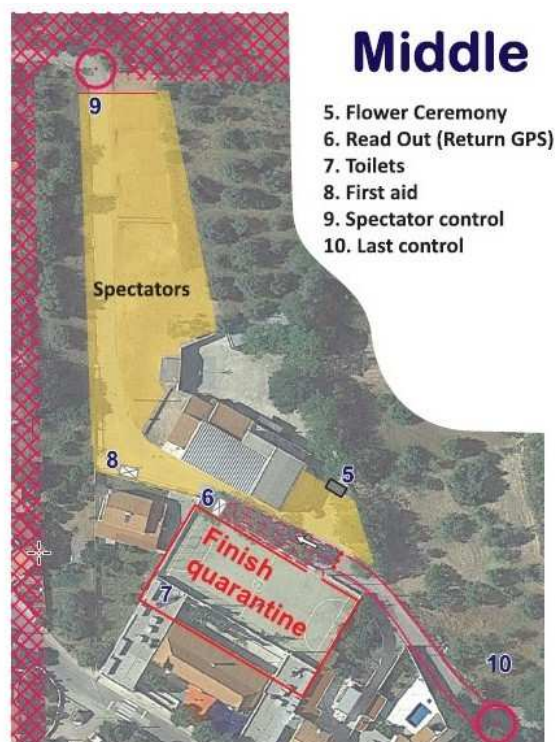 Middle
5. Flower Ceremony
6. Read Out (Return GPS)
7. Toilets
8. First aid
9. Spectator control
10. Last control
9
Spectators
8
5
6
Finish
quarantine
7
10